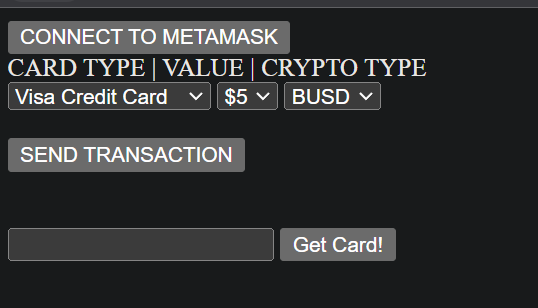 CONNECT TO METAMASK
CARD TYPE | VALUE | CRYPTO TYPE
Visa Credit Card $5 BUSD
SEND TRANSACTION
Get Card!